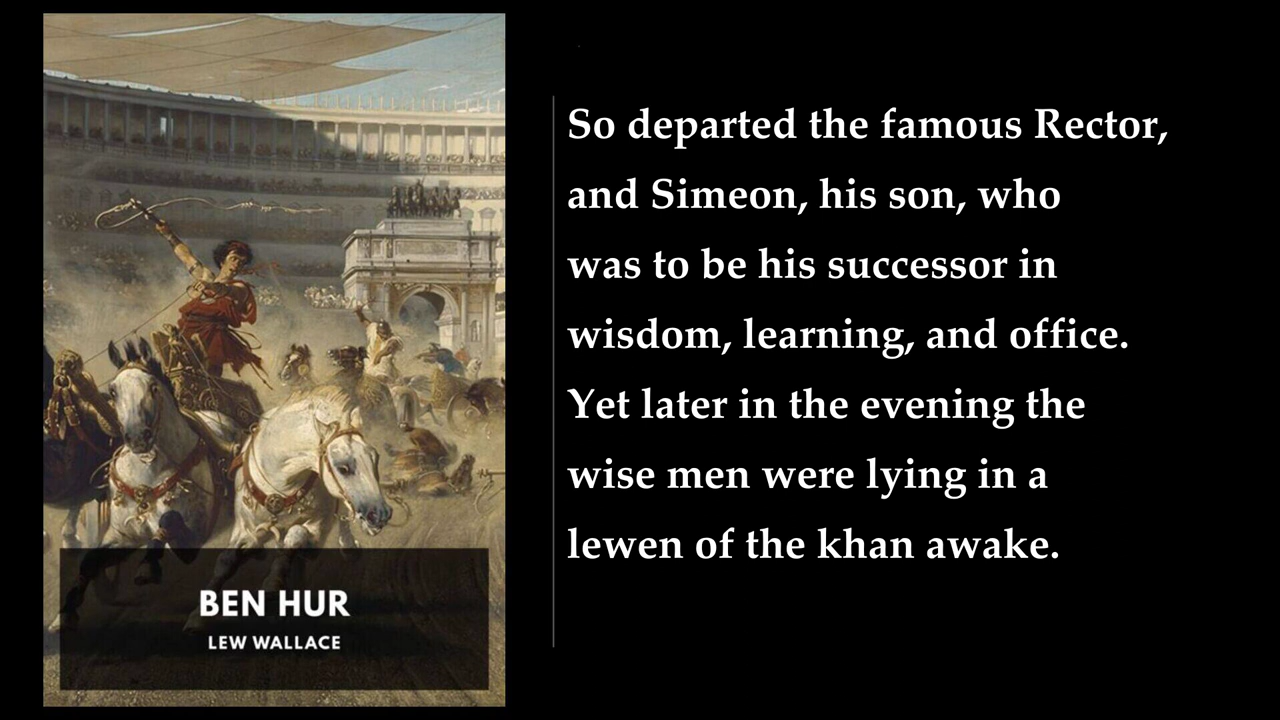 BEN HUR
LEW WALLACE
So departed the famous Rector,
and Simeon, his son, who
was to be his successor in
wisdom, learning, and office.
Yet later in the evening the
wise men were lying in a
lewen of the khan awake.